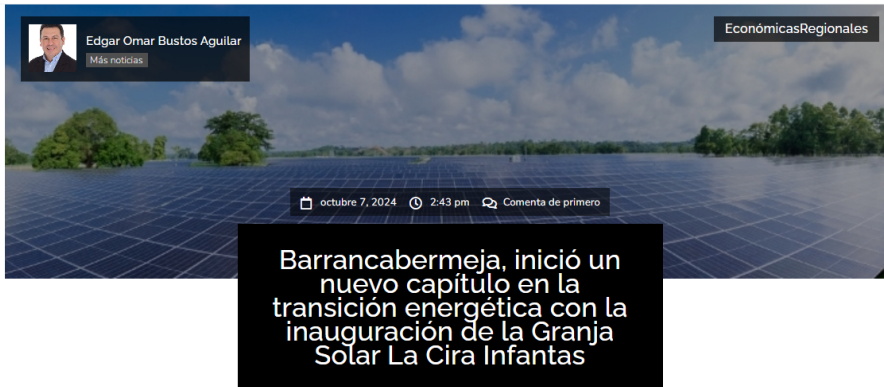 Edgar Omar Bustos Aguilar
Más noticias
EconómicasRegionales
octubre 7, 2024 2:43 pm Comenta de primero
Barrancabermeja, inició un
nuevo capítulo en la
transición energética con la
inauguración de la Granja
Solar La Cira Infantas